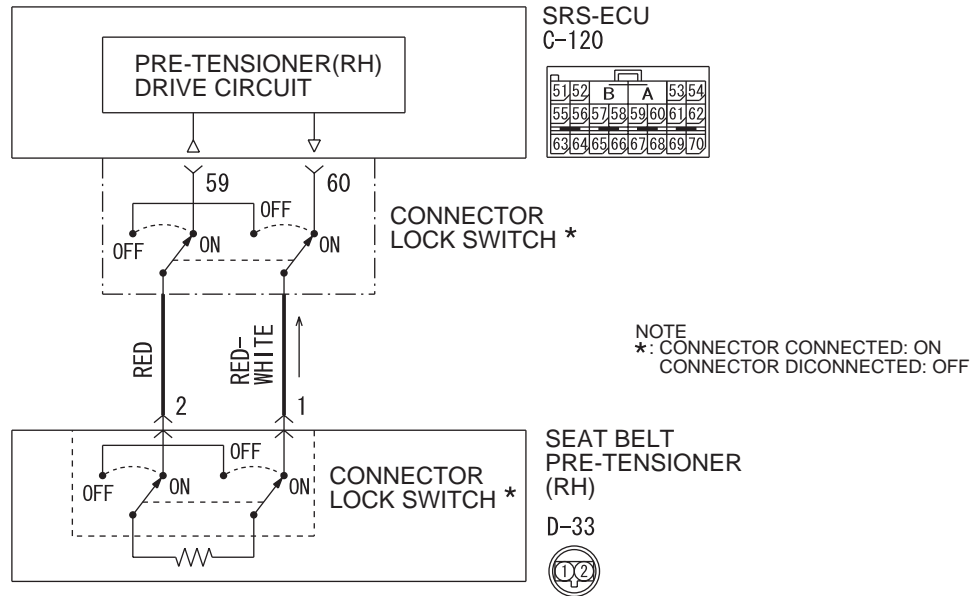 SRS-ECU
C-120
PRE-TENSIONER(RH)
DRIVE CIRCUIT
51 52 B A 53 54
55 56 57 58 59 60 61 62
63 64 65 66 67 68 69 70
59 60
OFF
OFF ON ON
CONNECTOR
LOCK SWITCH *
RED
RED-
WHITE
NOTE
*: CONNECTOR CONNECTED: ON
CONNECTOR DICONNECTED: OFF
2 1
OFF
OFF ON ON
CONNECTOR
LOCK SWITCH *
SEAT BELT
PRE-TENSIONER
(RH)
D-33
1 2